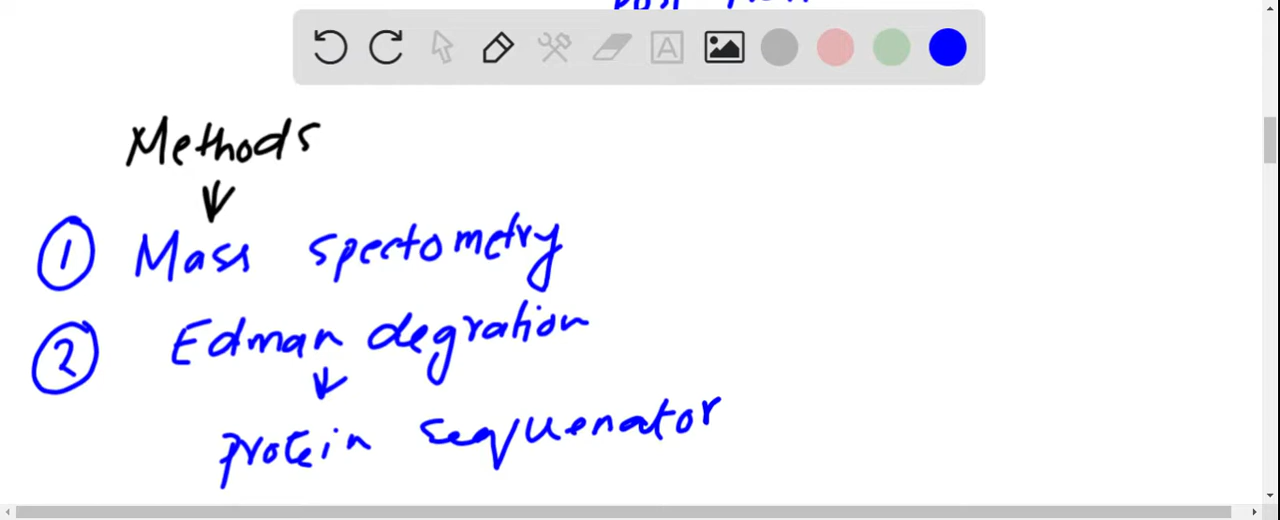 Methods
① Mass spectometry
② Edman degration
protein sequenator